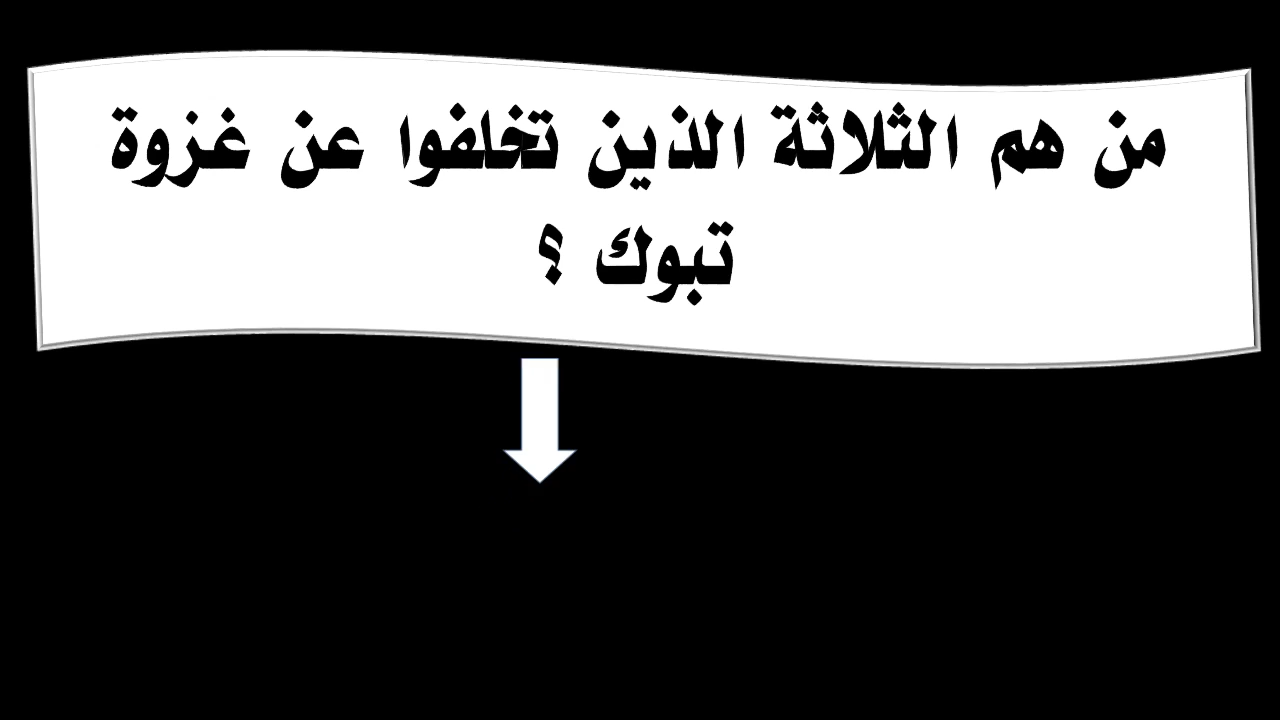 من هم الثلاثة الذين تخلفوا عن غزوة
تبوك ؟